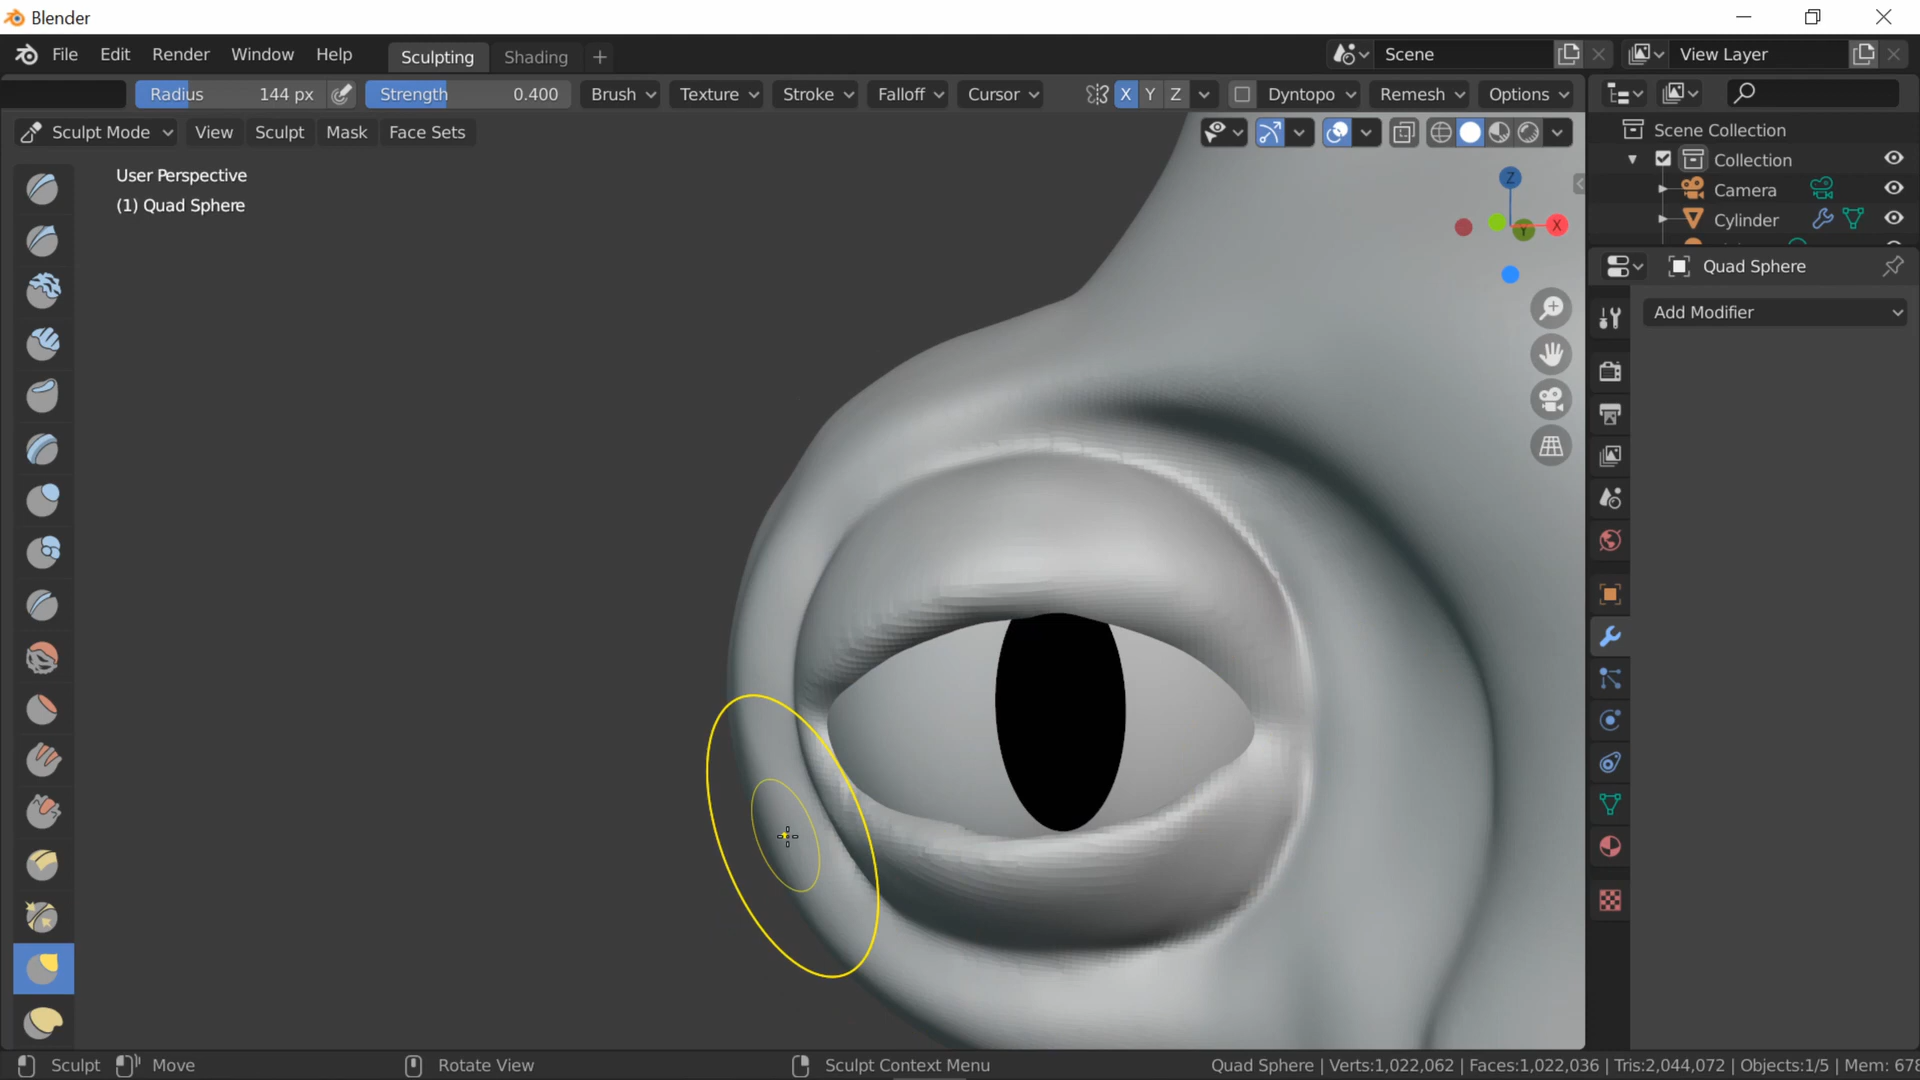 Blender
File Edit Render Window Help Sculpting Shading + Scene View Layer
Radius 144 px Strength 0.400 Brush Texture Stroke Falloff Cursor X Y Z Dyntopo Remesh Options
Sculpt Mode View Sculpt Mask Face Sets
Scene Collection
Collection
Camera
Cylinder
User Perspective
(1) Quad Sphere
Z
X
Y
Quad Sphere
Add Modifier
Sculpt Move Rotate View Sculpt Context Menu Quad Sphere | Verts:1,022,062 | Faces:1,022,036 | Tris:2,044,072 | Objects:1/5 | Mem: 678